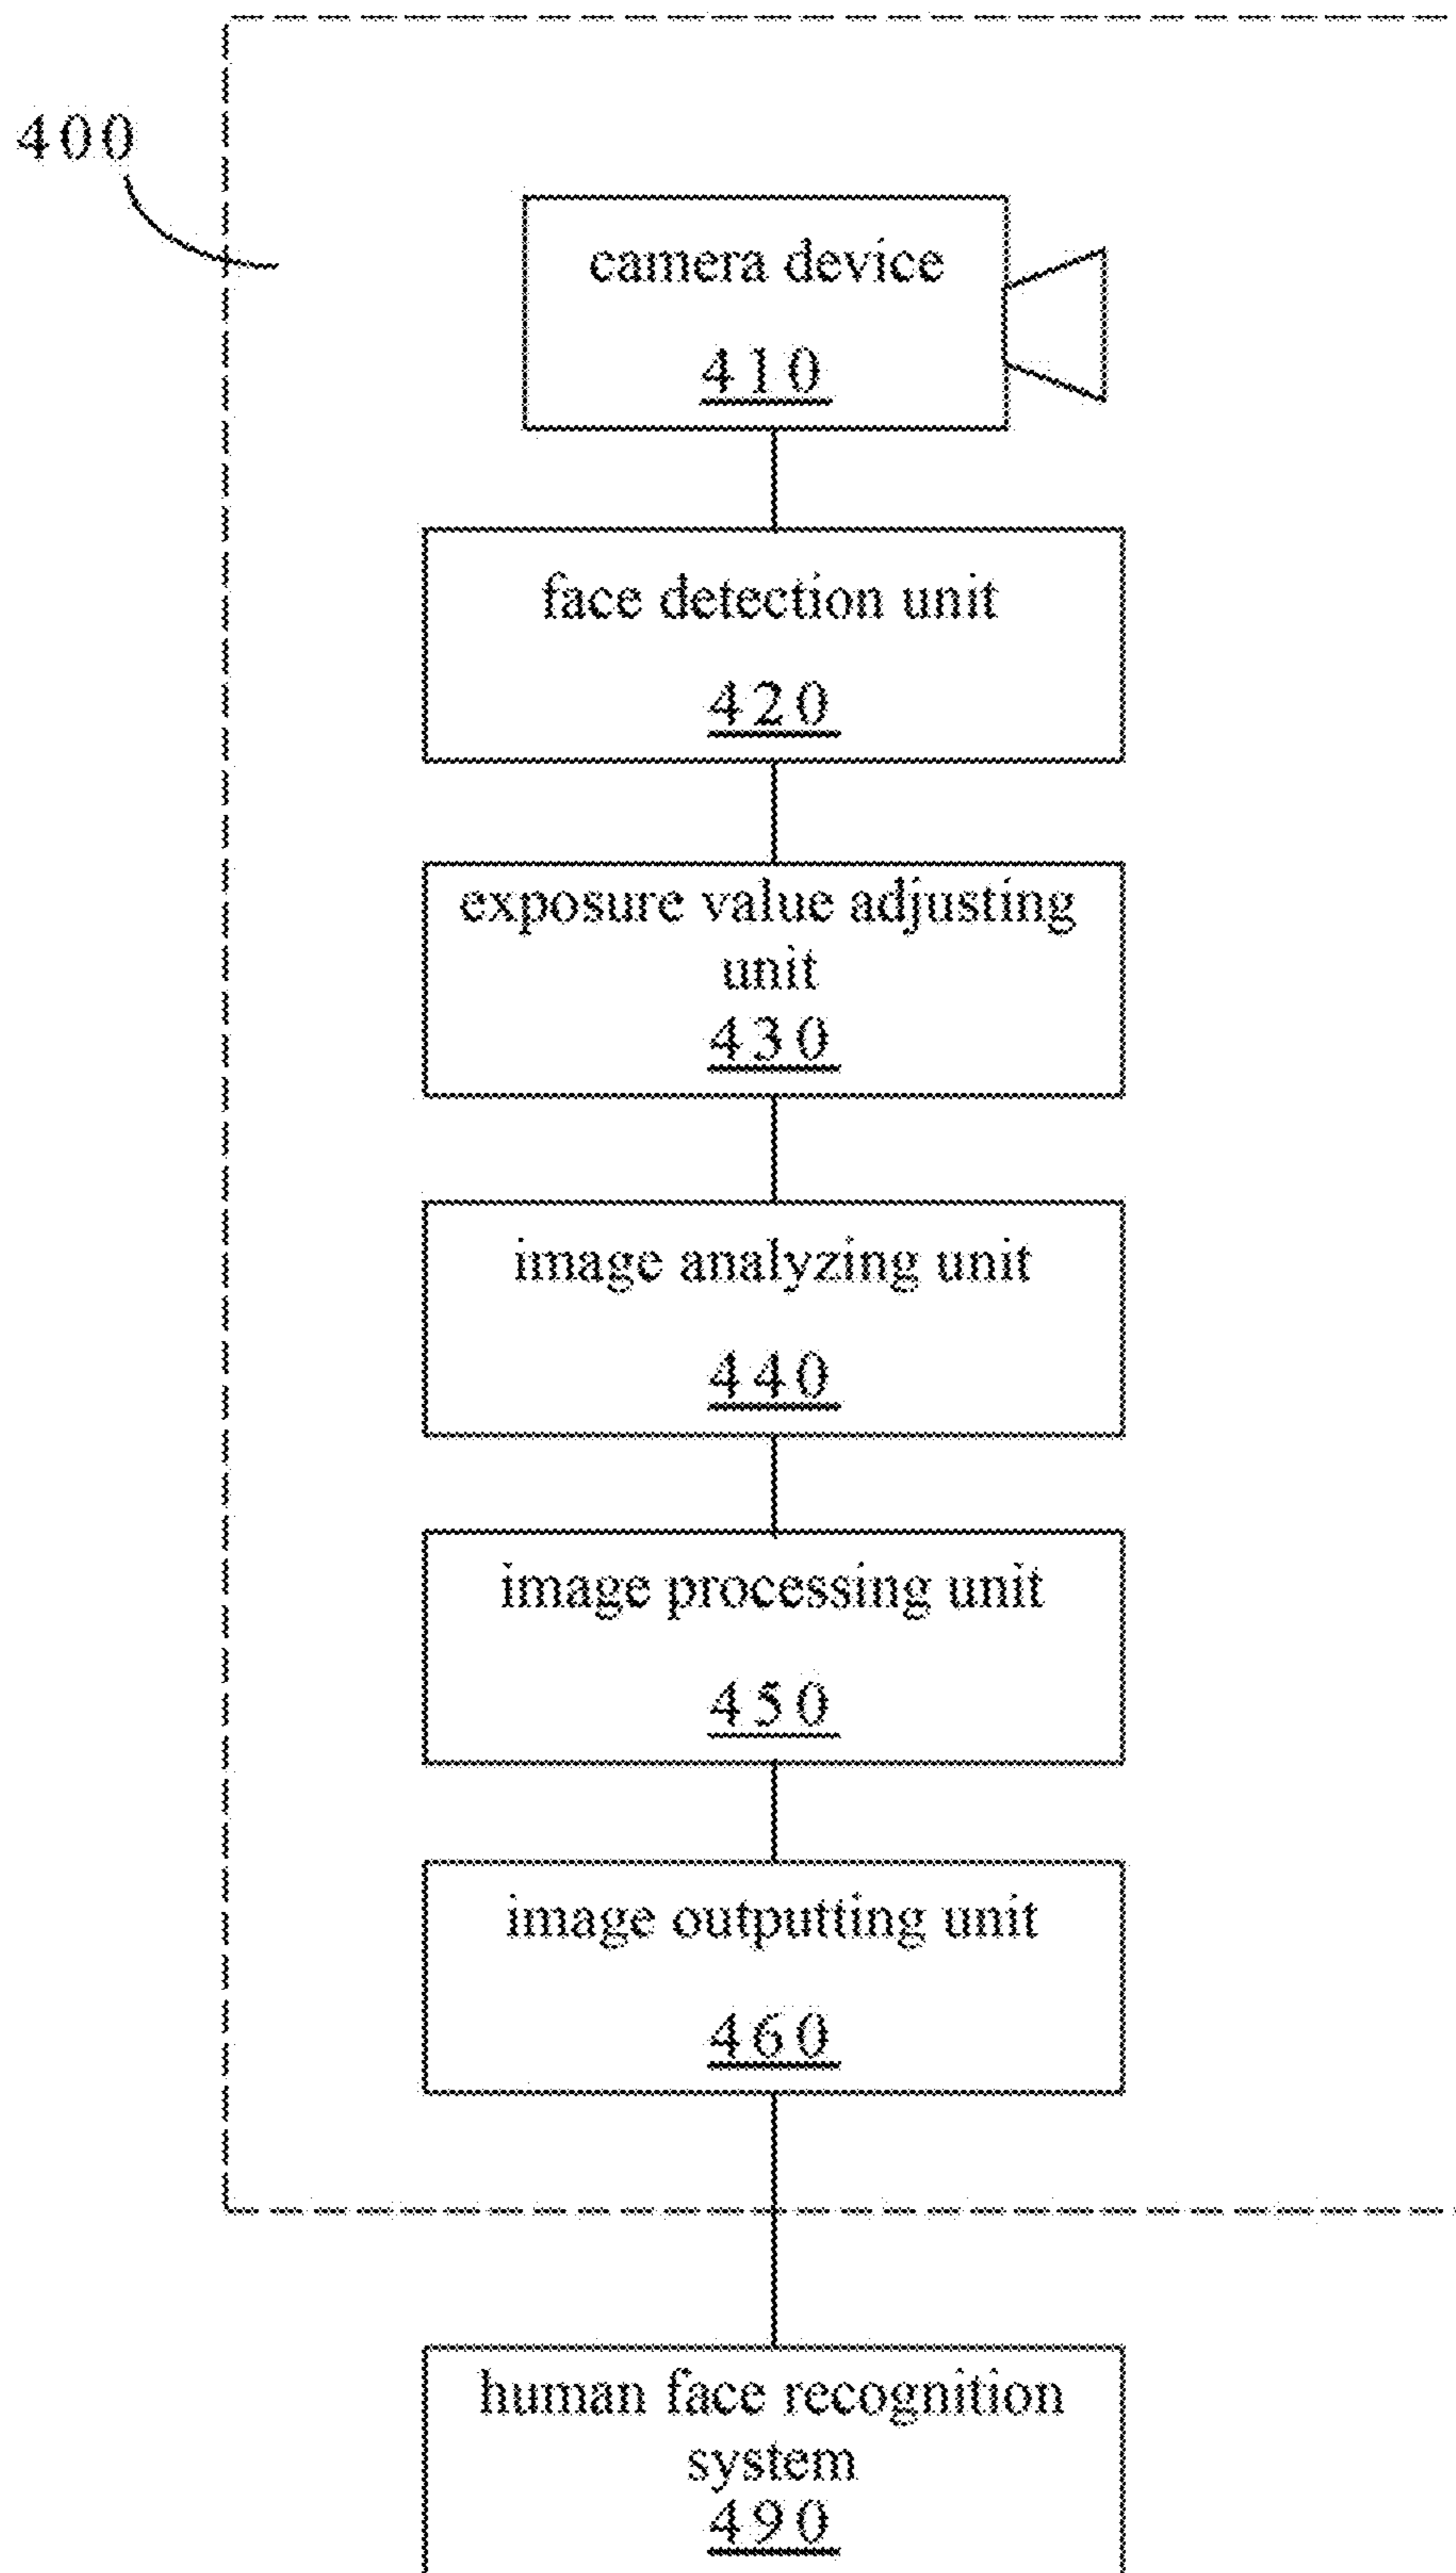 400
camera device
410
face detection unit
420
exposure value adjusting
unit
430
image analyzing unit
440
image processing unit
450
image outputting unit
460
human face recognition
system
490